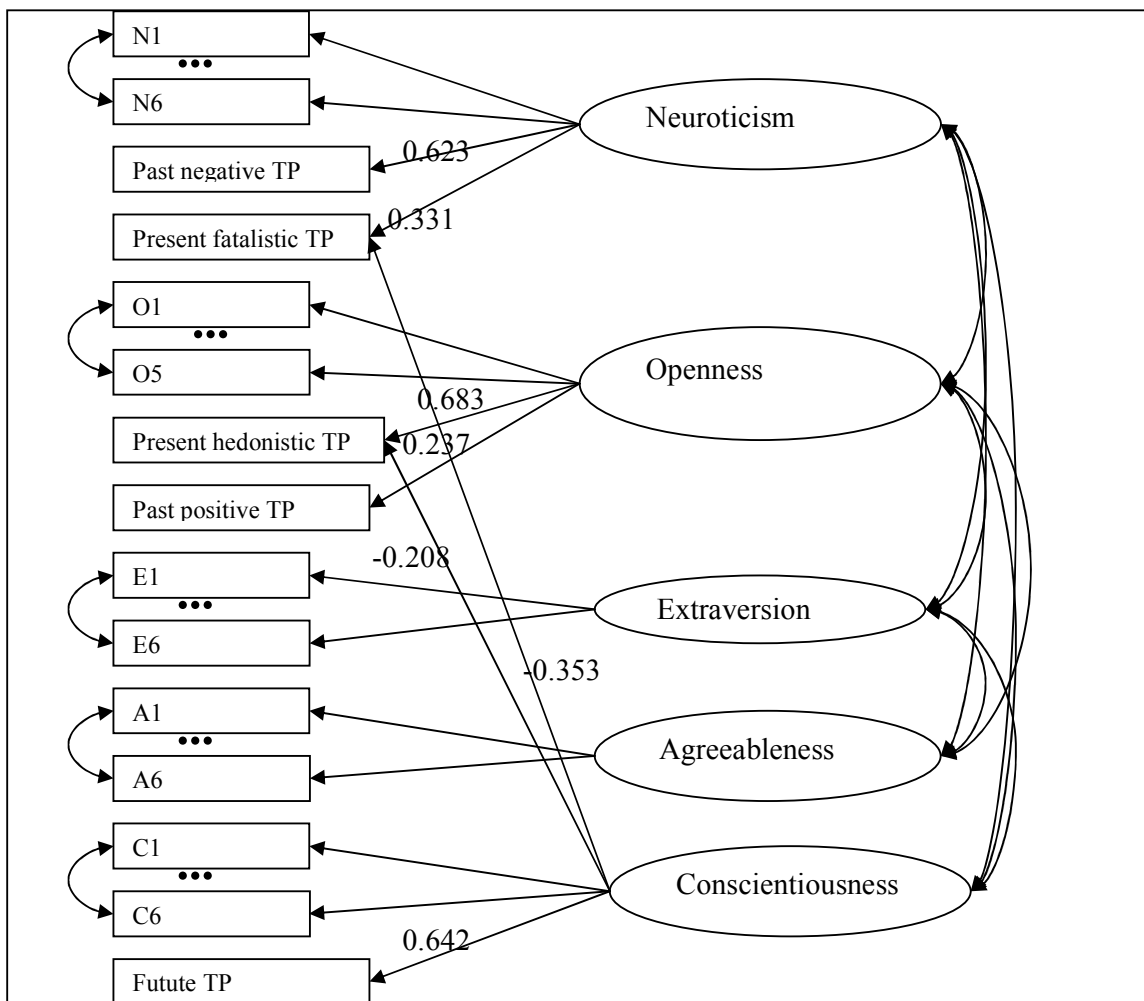 N1
•••
N6
Neuroticism
Past negative TP
0.623
Present fatalistic TP
0.331
O1
•••
O5
Openness
0.683
Present hedonistic TP
0.237
Past positive TP
-0.208
E1
•••
E6
Extraversion
-0.353
A1
•••
A6
Agreeableness
C1
•••
C6
Conscientiousness
0.642
Futute TP